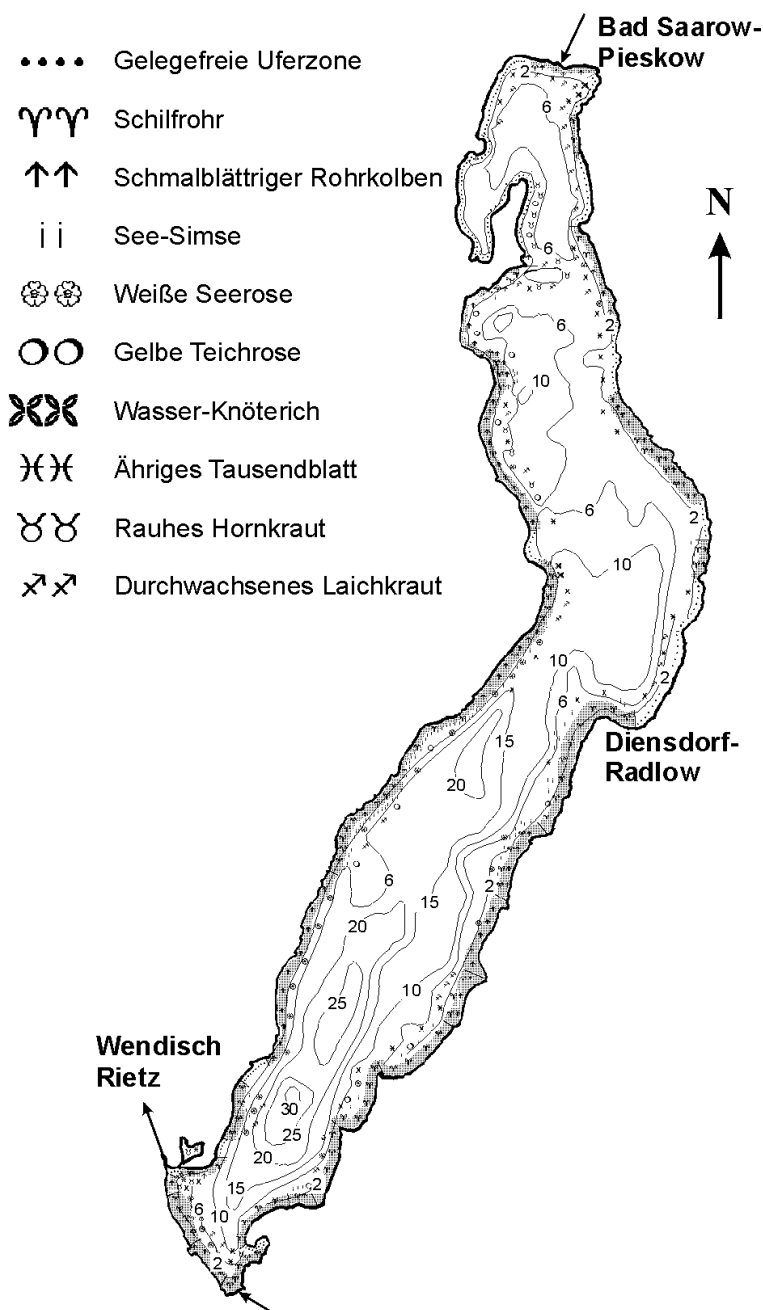 Gelegefreie Uferzone
Schilfrohr
Schmalblättriger Rohrkolben
See-Simse
Weiße Seerose
Gelbe Teichrose
Wasser-Knöterich
Ähriges Tausendblatt
Rauhes Hornkraut
Durchwachsenes Laichkraut
Bad Saarow-
Pieskow
N
2
6
6
6
2
10
6
2
10
10
2
6
Diensdorf-
Radlow
15
20
6
2
15
20
10
25
Wendisch
Rietz
30
25
20
15
2
6
10
2